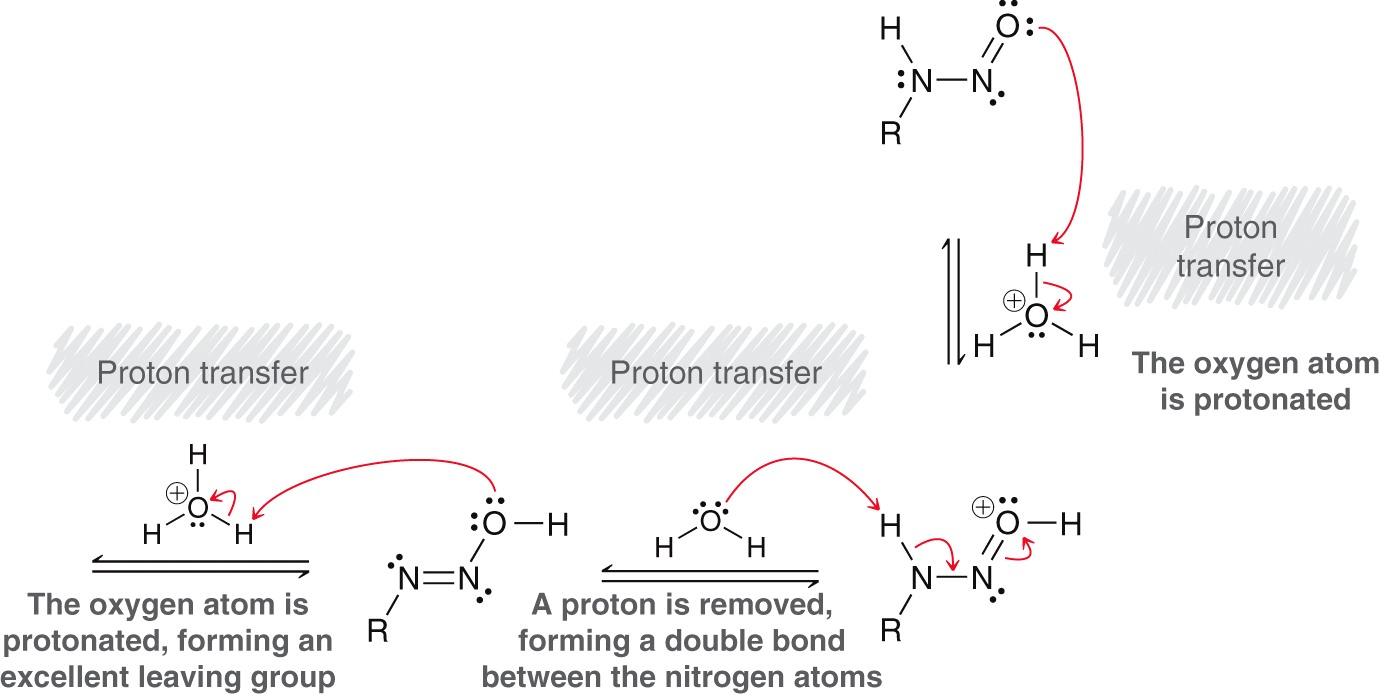 H
O
N
N
R
Proton
transfer
H
O
H
H
The oxygen atom
is protonated
Proton transfer
Proton transfer
H
O
H
H
O
H
N
N
R
O
H
H
H
O
H
N
N
R
The oxygen atom is
protonated, forming an
excellent leaving group
A proton is removed,
forming a double bond
between the nitrogen atoms